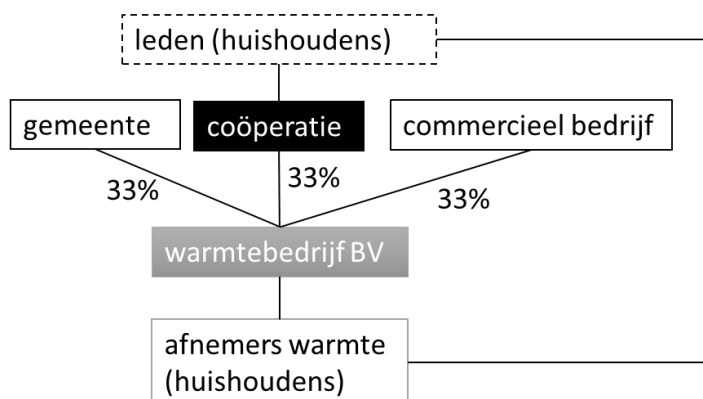 leden (huishoudens)
gemeente
coöperatie
commercieel bedrijf
33%
33%
33%
warmtebedrijf BV
afnemers warmte
(huishoudens)